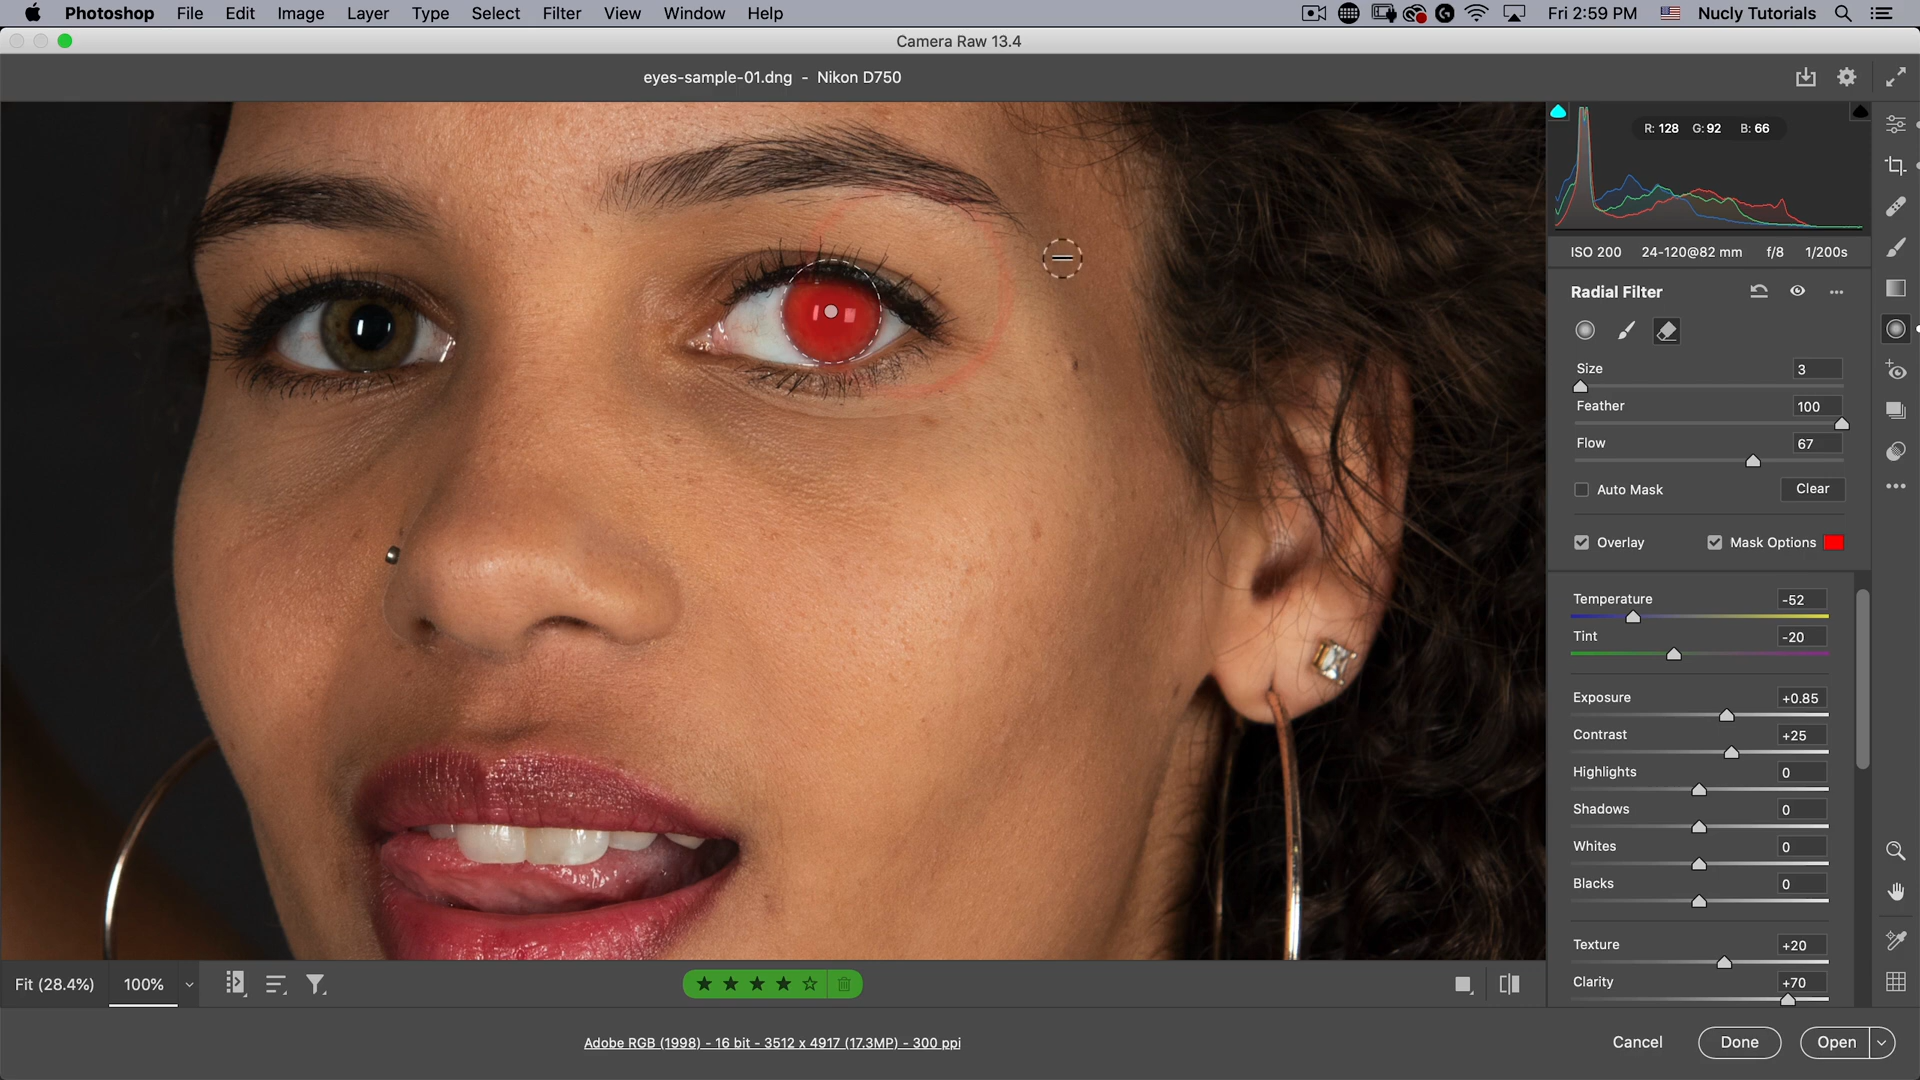 Photoshop File Edit Image Layer Type Select Filter View Window Help Fri 2:59 PM Nucly Tutorials
Camera Raw 13.4
eyes-sample-01.dng - Nikon D750
R: 128 G: 92 B: 66
ISO 200 24-120@82 mm f/8 1/200s
Radial Filter
Size 3
Feather 100
Flow 67
Auto Mask Clear
Overlay Mask Options
Temperature -52
Tint -20
Exposure +0.85
Contrast +25
Highlights 0
Shadows 0
Whites 0
Blacks 0
Texture +20
Clarity +70
Fit (28.4%) 100%
Adobe RGB (1998) - 16 bit - 3512 x 4917 (17.3MP) - 300 ppi
Cancel Done Open